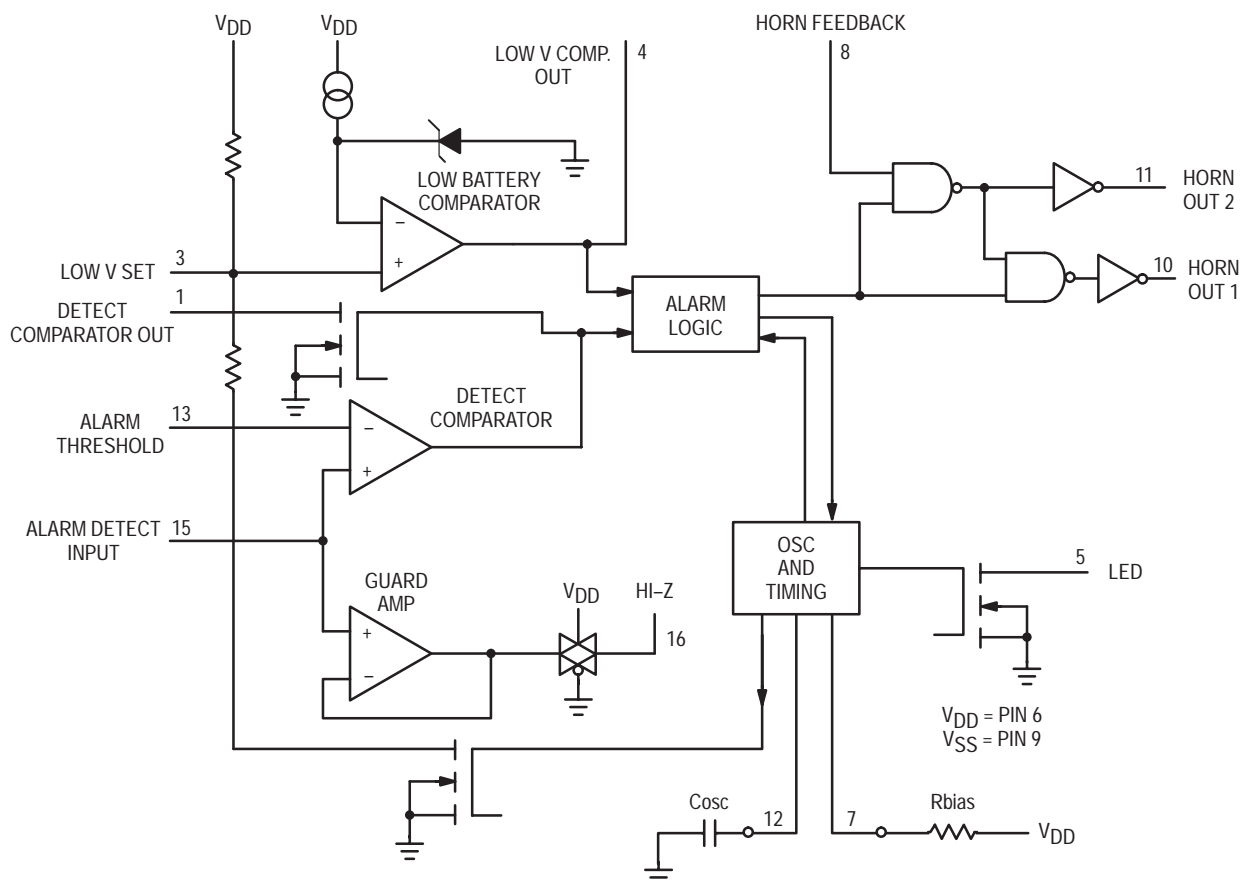 VDD
VDD
LOW V COMP.
OUT
4
HORN FEEDBACK
8
LOW BATTERY
COMPARATOR
–
+
11
HORN
OUT 2
LOW V SET
3
10
HORN
OUT 1
DETECT
COMPARATOR OUT
1
ALARM
LOGIC
ALARM
THRESHOLD
13
DETECT
COMPARATOR
–
+
ALARM DETECT
INPUT
15
OSC
AND
TIMING
5
LED
GUARD
AMP
+
–
VDD
HI–Z
16
VDD = PIN 6
VSS = PIN 9
Cosc
12
7
Rbias
VDD